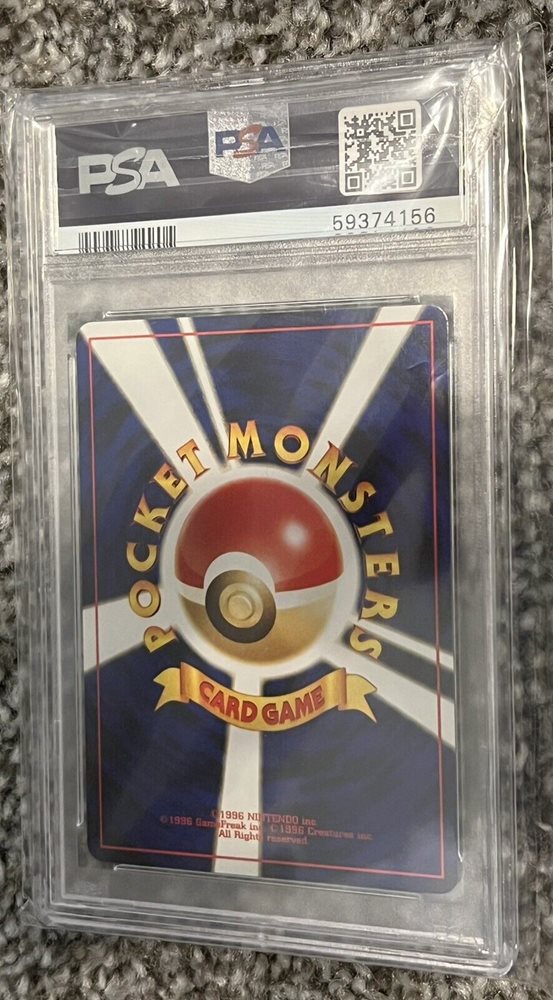 PSA
PSA
59374156
POCKET MONSTERS
CARD GAME
©1996 NINTENDO inc
©1996 GameFreak inc ©1996 Creatures inc
All Rights reserved